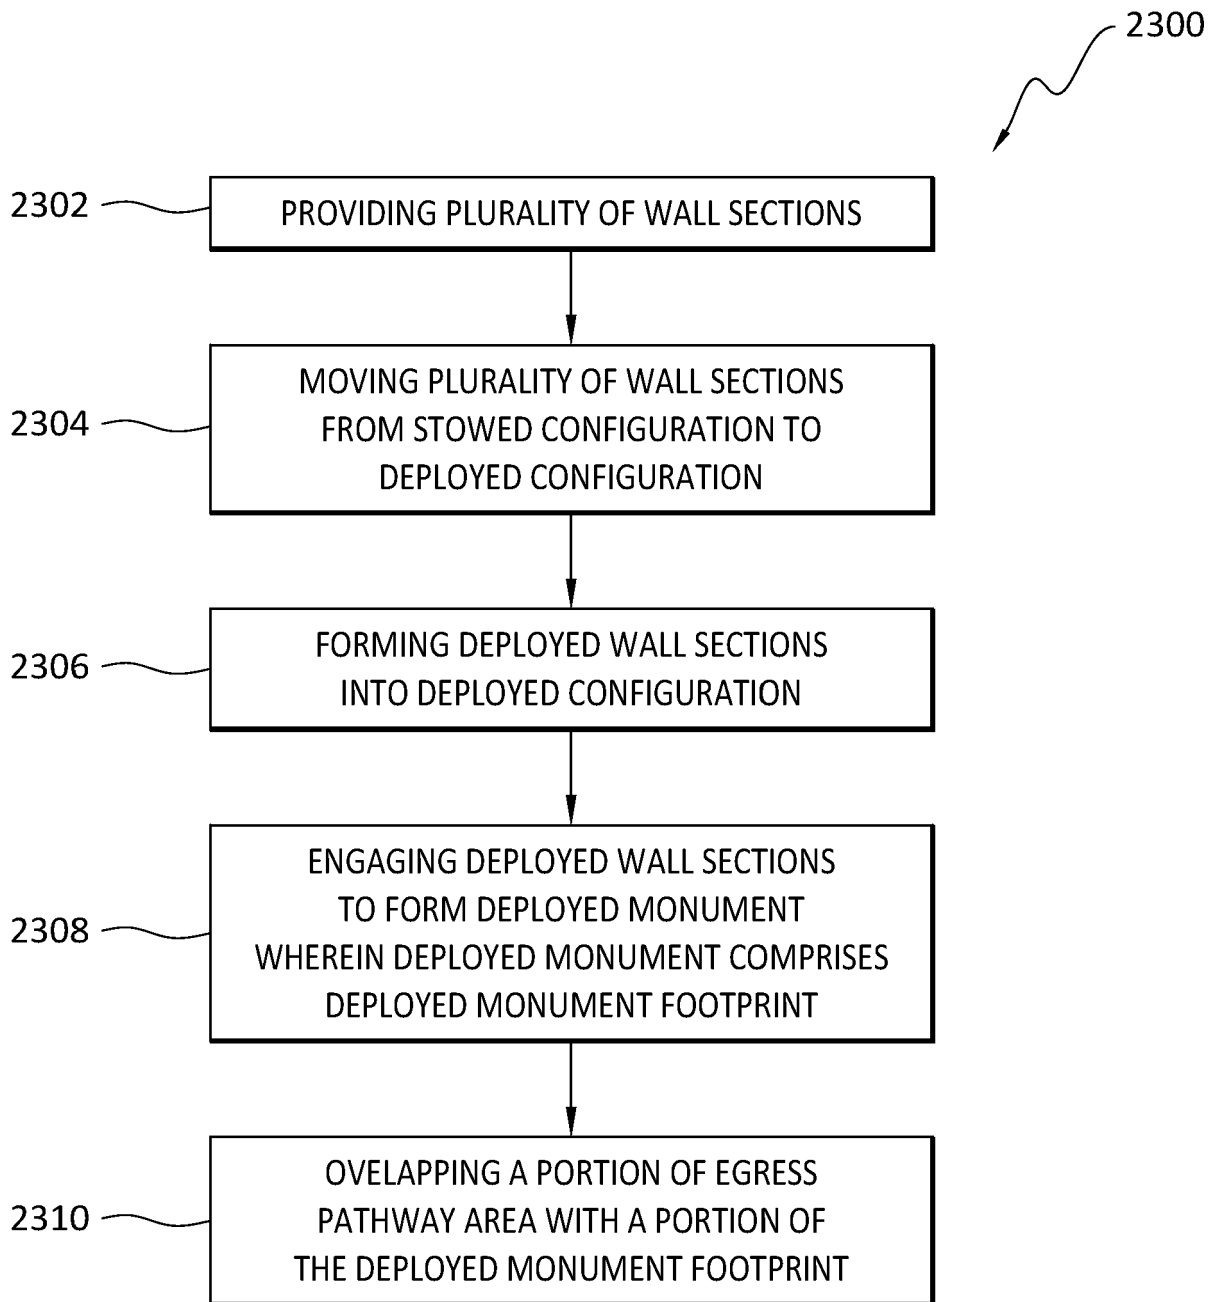 2300
2302
PROVIDING PLURALITY OF WALL SECTIONS
2304
MOVING PLURALITY OF WALL SECTIONS
FROM STOWED CONFIGURATION TO
DEPLOYED CONFIGURATION
2306
FORMING DEPLOYED WALL SECTIONS
INTO DEPLOYED CONFIGURATION
2308
ENGAGING DEPLOYED WALL SECTIONS
TO FORM DEPLOYED MONUMENT
WHEREIN DEPLOYED MONUMENT COMPRISES
DEPLOYED MONUMENT FOOTPRINT
2310
OVELAPPING A PORTION OF EGRESS
PATHWAY AREA WITH A PORTION OF
THE DEPLOYED MONUMENT FOOTPRINT